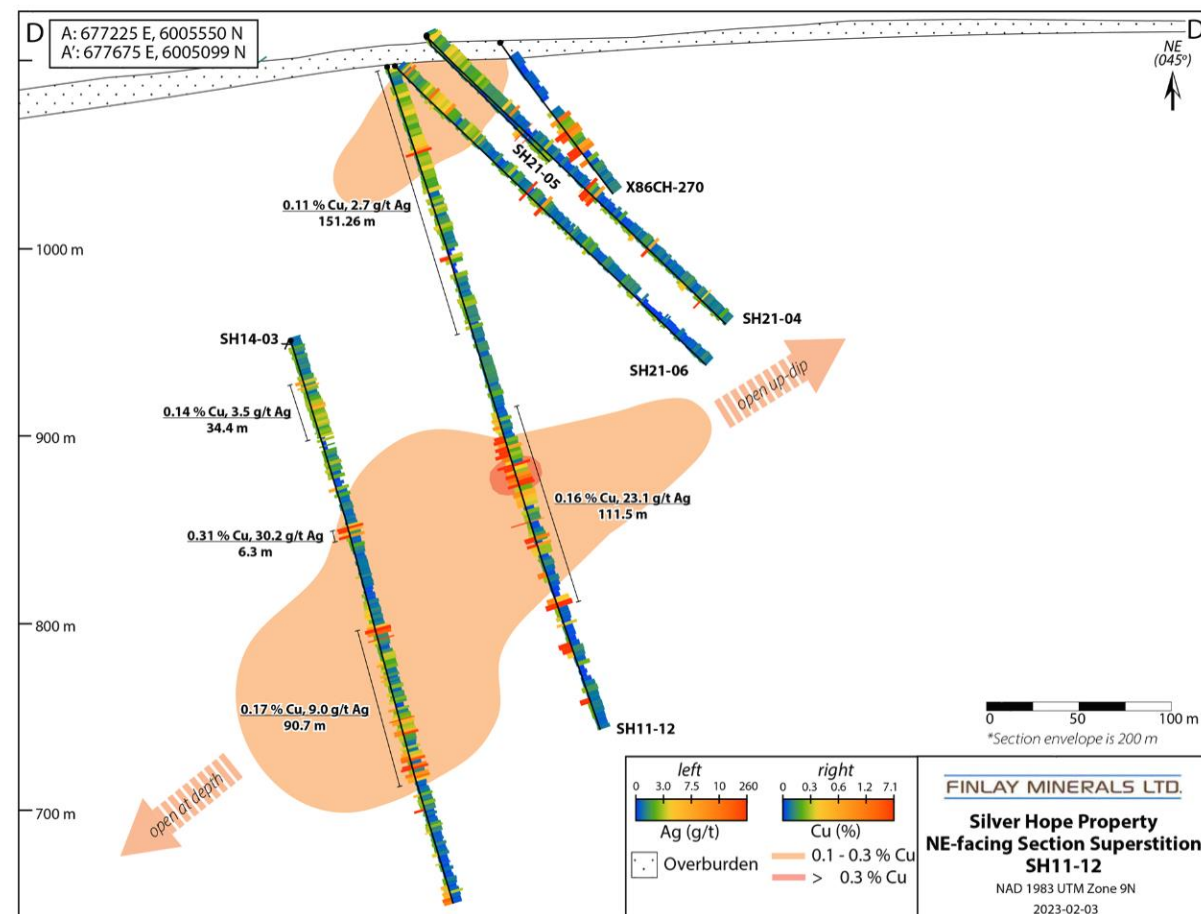 D
A: 677225 E, 6005550 N
A’: 677675 E, 6005099 N
D'
NE
(045º)
1000 m
900 m
800 m
700 m
SH21-05
X86CH-270
SH21-04
SH21-06
SH14-03
SH11-12
0.11 % Cu, 2.7 g/t Ag
151.26 m
0.14 % Cu, 3.5 g/t Ag
34.4 m
0.31 % Cu, 30.2 g/t Ag
6.3 m
0.16 % Cu, 23.1 g/t Ag
111.5 m
0.17 % Cu, 9.0 g/t Ag
90.7 m
open up-dip
open at depth
0 50 100 m
*Section envelope is 200 m
left
0 3.0 7.5 10 260
Ag (g/t)
right
0 0.3 0.6 1.2 7.1
Cu (%)
Overburden
0.1 - 0.3 % Cu
> 0.3 % Cu
FINLAY MINERALS LTD.
Silver Hope Property
NE-facing Section Superstition
SH11-12
NAD 1983 UTM Zone 9N
2023-02-03